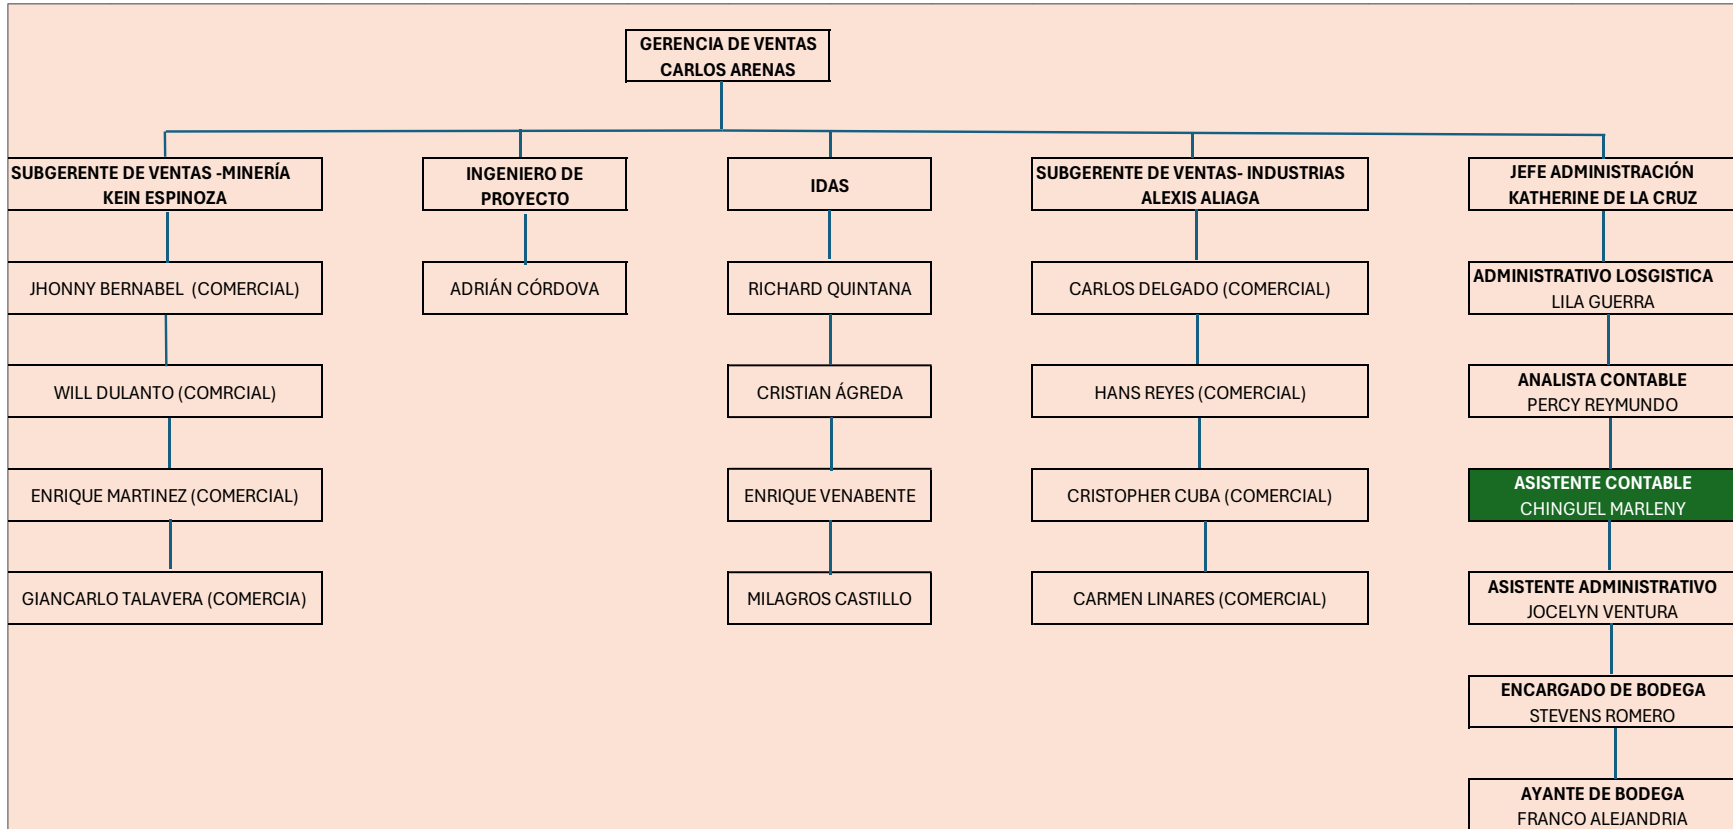 GERENCIA DE VENTAS
CARLOS ARENAS
SUBGERENTE DE VENTAS -MINERÍA
KEIN ESPINOZA
INGENIERO DE
PROYECTO
IDAS
SUBGERENTE DE VENTAS- INDUSTRIAS
ALEXIS ALIAGA
JEFE ADMINISTRACIÓN
KATHERINE DE LA CRUZ
JHONNY BERNABEL (COMERCIAL)
ADRIÁN CÓRDOVA
RICHARD QUINTANA
CARLOS DELGADO (COMERCIAL)
ADMINISTRATIVO LOSGISTICA
LILA GUERRA
WILL DULANTO (COMRCIAL)
CRISTIAN ÁGREDA
HANS REYES (COMERCIAL)
ANALISTA CONTABLE
PERCY REYMUNDO
ENRIQUE MARTINEZ (COMERCIAL)
ENRIQUE VENABENTE
CRISTOPHER CUBA (COMERCIAL)
ASISTENTE CONTABLE
CHINGUEL MARLENY
GIANCARLO TALAVERA (COMERCIA)
MILAGROS CASTILLO
CARMEN LINARES (COMERCIAL)
ASISTENTE ADMINISTRATIVO
JOCELYN VENTURA
ENCARGADO DE BODEGA
STEVENS ROMERO
AYANTE DE BODEGA
FRANCO ALEJANDRIA